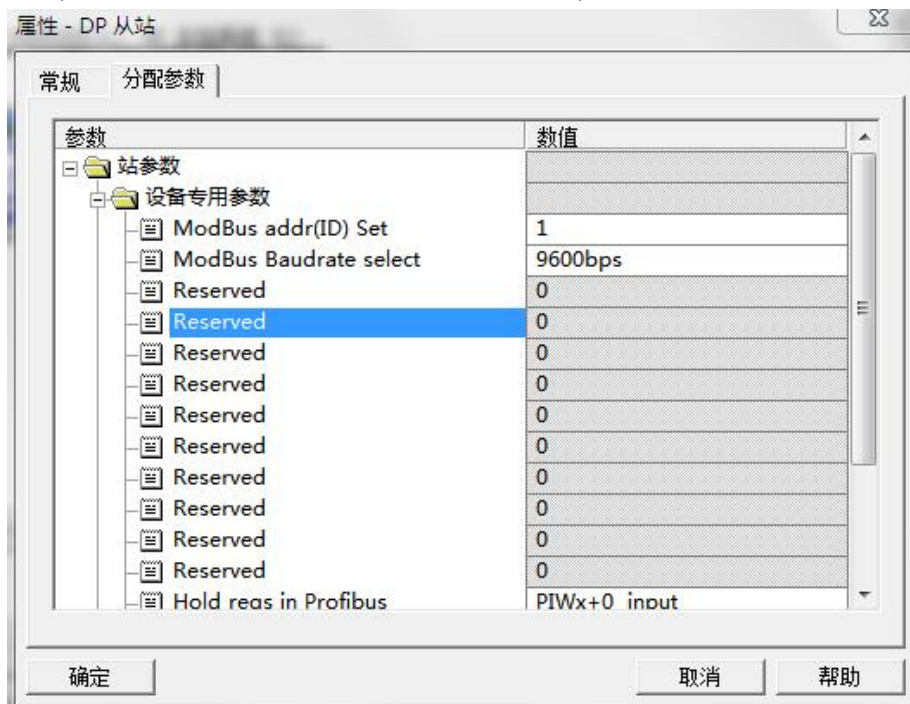 属性 - DP 从站
常规 分配参数
参数 数值
站参数
设备专用参数
ModBus addr(ID) Set 1
ModBus Baudrate select 9600bps
Reserved 0
Reserved 0
Reserved 0
Reserved 0
Reserved 0
Reserved 0
Reserved 0
Reserved 0
Reserved 0
Reserved 0
Hold regs in Profibus PIWx+0 input
确定 取消 帮助